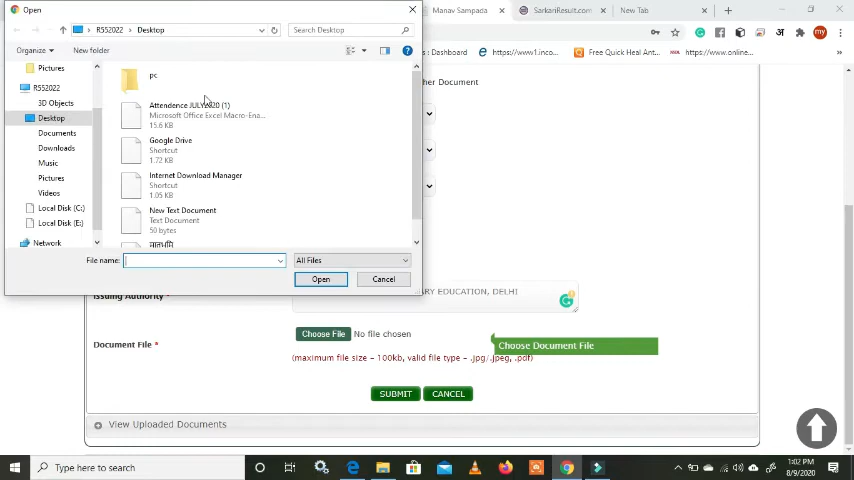 Open
Manav Sampada
SarkariResult.com
New Tab
R552022 > Desktop
Search Desktop
Organize
New folder
: Dashboard
https://www1.inco...
Free Quick Heal Ant...
https://www.online...
Pictures
R552022
3D Objects
Desktop
Documents
Downloads
Music
Pictures
Videos
Local Disk (C:)
Local Disk (E:)
Network
pc
Attendence JULY2020 (1)
Microsoft Office Excel Macro-Ena...
15.6 KB
Google Drive
Shortcut
1.72 KB
Internet Download Manager
Shortcut
1.05 KB
New Text Document
Text Document
50 bytes
ther Document
File name:
All Files
Open
Cancel
Issuing Authority *
ARY EDUCATION, DELHI
Document File *
Choose File No file chosen
Choose Document File
(maximum file size - 100kb, valid file type - .jpg/.jpeg, .pdf)
SUBMIT
CANCEL
View Uploaded Documents
Type here to search
1:02 PM
8/9/2020